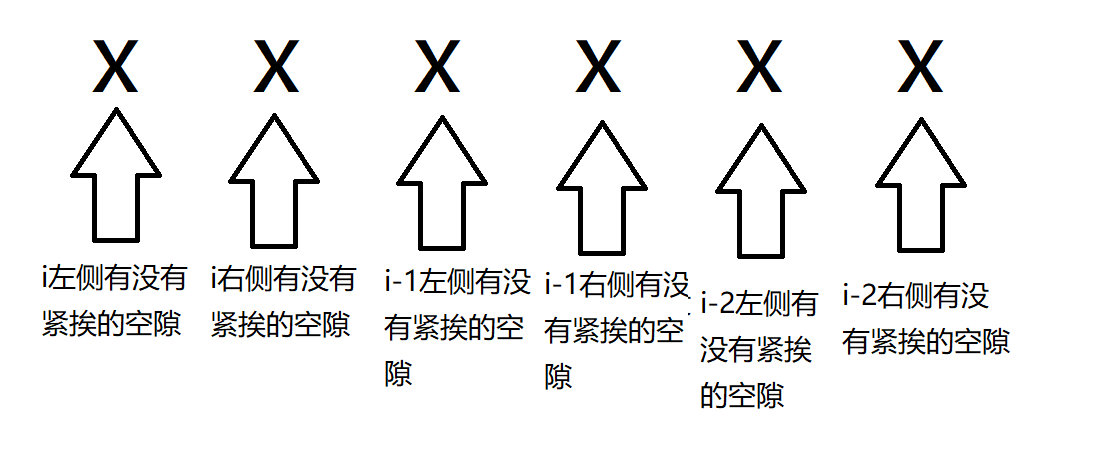 X X X X X X
i左侧有没有
紧挨的空隙
i右侧有没有
紧挨的空隙
i-1左侧有没
有紧挨的空
隙
i-1右侧有没
有紧挨的空
隙
i-2左侧有
没有紧挨
的空隙
i-2右侧有没
有紧挨的空隙